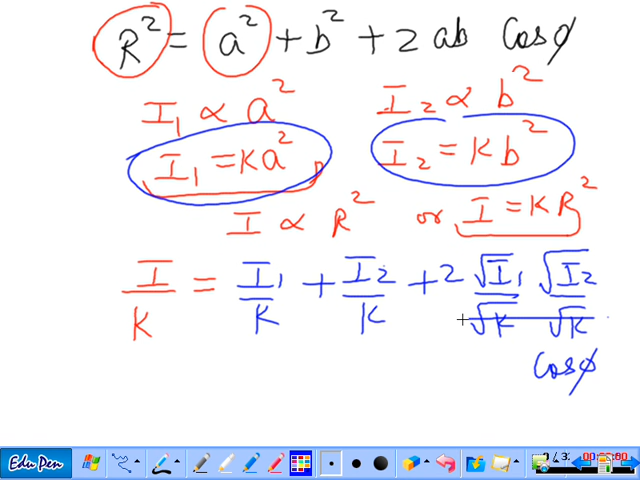 R² = a² + b² + 2 ab Cosϕ
I₁ ∝ a² I₂ ∝ b²
I₁ = Ka² I₂ = Kb²
I ∝ R² or I = KR²
I/K = I₁/K + I₂/K + 2 √I₁/√K √I₂/√K
Cosϕ
Edu Pen